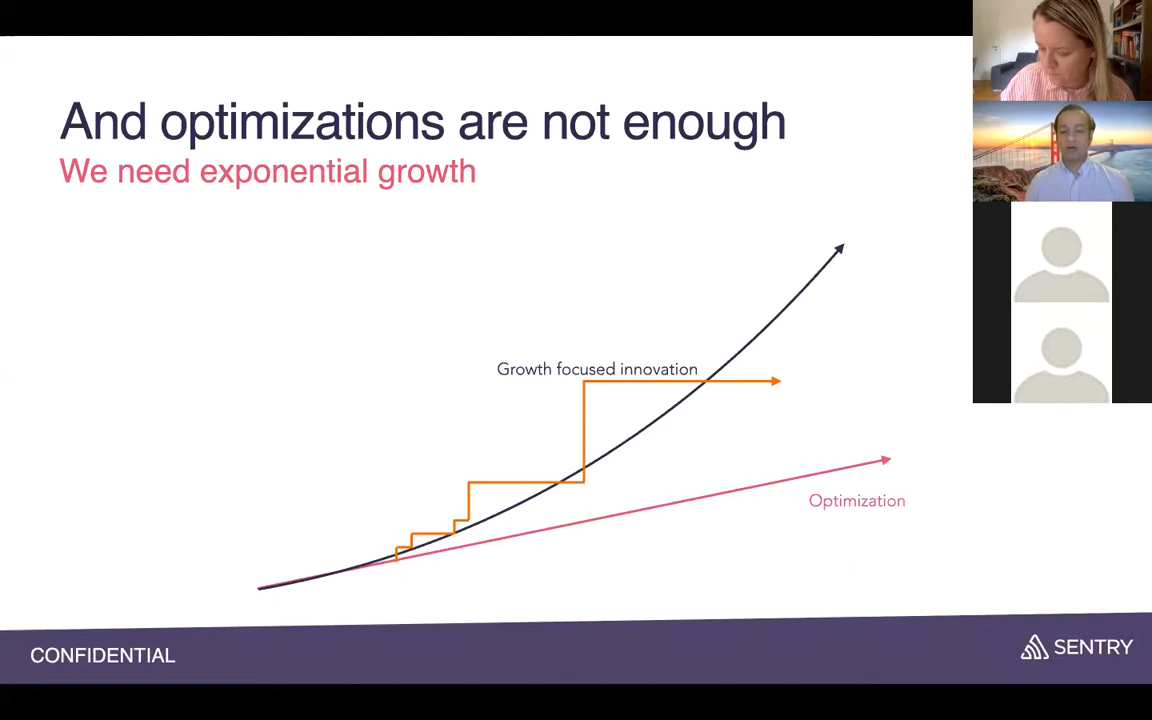 And optimizations are not enough
We need exponential growth
Growth focused innovation
Optimization
CONFIDENTIAL
SENTRY